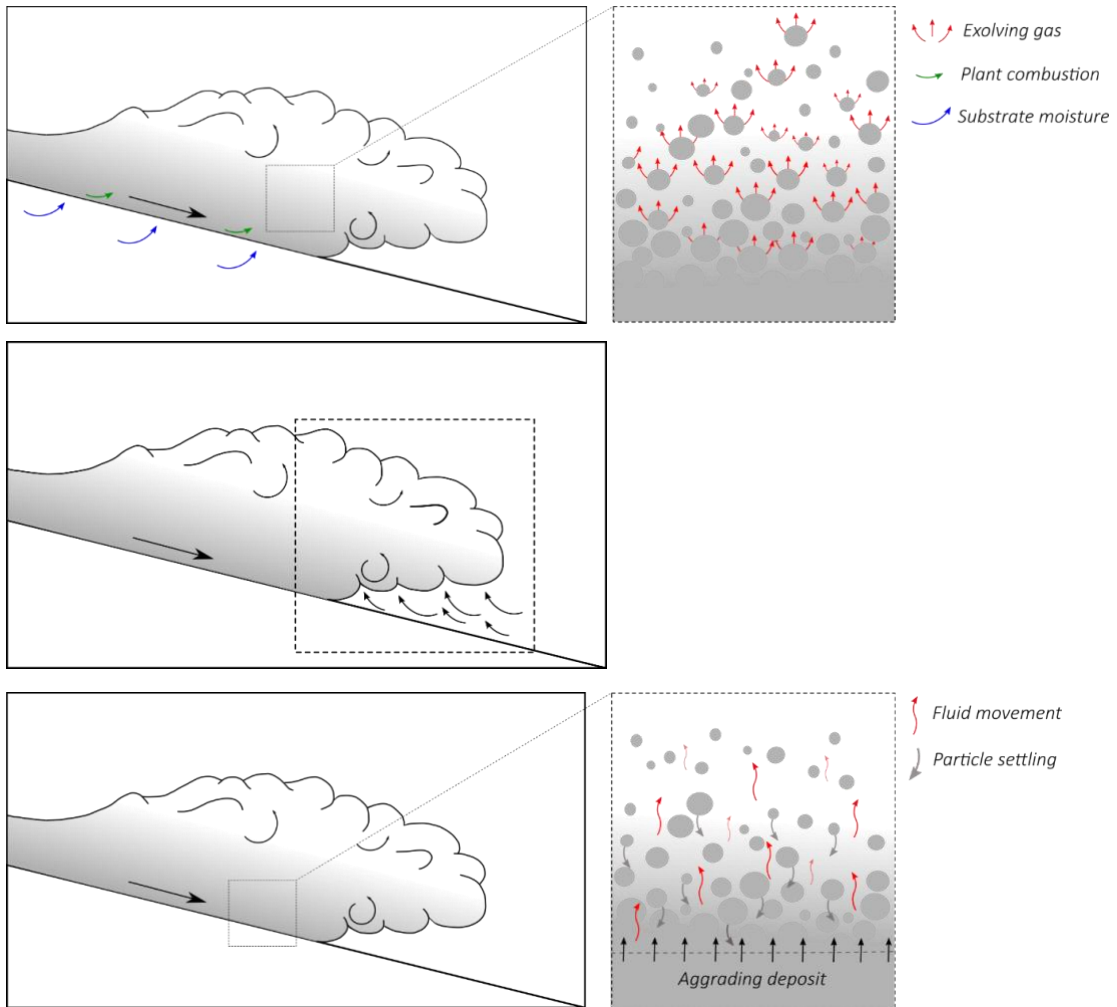 Exolving gas
Plant combustion
Substrate moisture
Fluid movement
Particle settling
Aggrading deposit